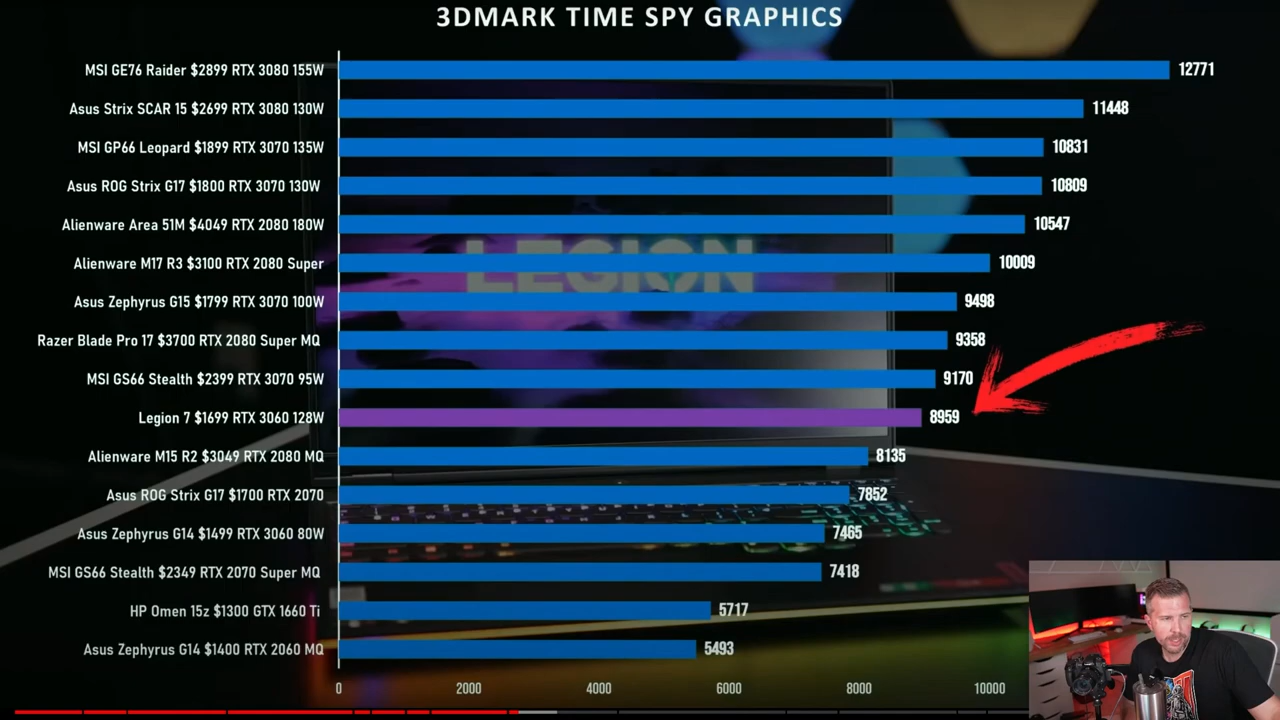 3DMARK TIME SPY GRAPHICS
MSI GE76 Raider $2899 RTX 3080 155W 12771
Asus Strix SCAR 15 $2699 RTX 3080 130W 11448
MSI GP66 Leopard $1899 RTX 3070 135W 10831
Asus ROG Strix G17 $1800 RTX 3070 130W 10809
Alienware Area 51M $4049 RTX 2080 180W 10547
Alienware M17 R3 $3100 RTX 2080 Super 10009
LEGION
Asus Zephyrus G15 $1799 RTX 3070 100W 9498
Razer Blade Pro 17 $3700 RTX 2080 Super MQ 9358
MSI GS66 Stealth $2399 RTX 3070 95W 9170
Legion 7 $1699 RTX 3060 128W 8959
Alienware M15 R2 $3049 RTX 2080 MQ 8135
Asus ROG Strix G17 $1700 RTX 2070 7852
Asus Zephyrus G14 $1499 RTX 3060 80W 7465
MSI GS66 Stealth $2349 RTX 2070 Super MQ 7418
HP Omen 15z $1300 GTX 1660 Ti 5717
Asus Zephyrus G14 $1400 RTX 2060 MQ 5493
0 2000 4000 6000 8000 10000